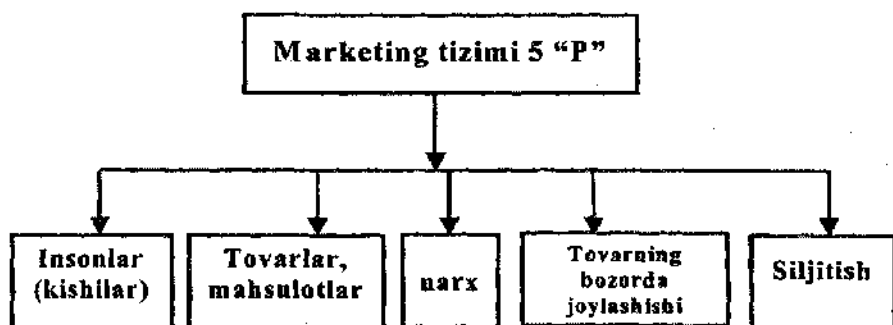 Marketing tizimi 5 “P”
Insonlar
(kishilar)
Tovarlar,
mahsulotlar
narx
Tovarning
bozorda
joylashishi
Siljitish